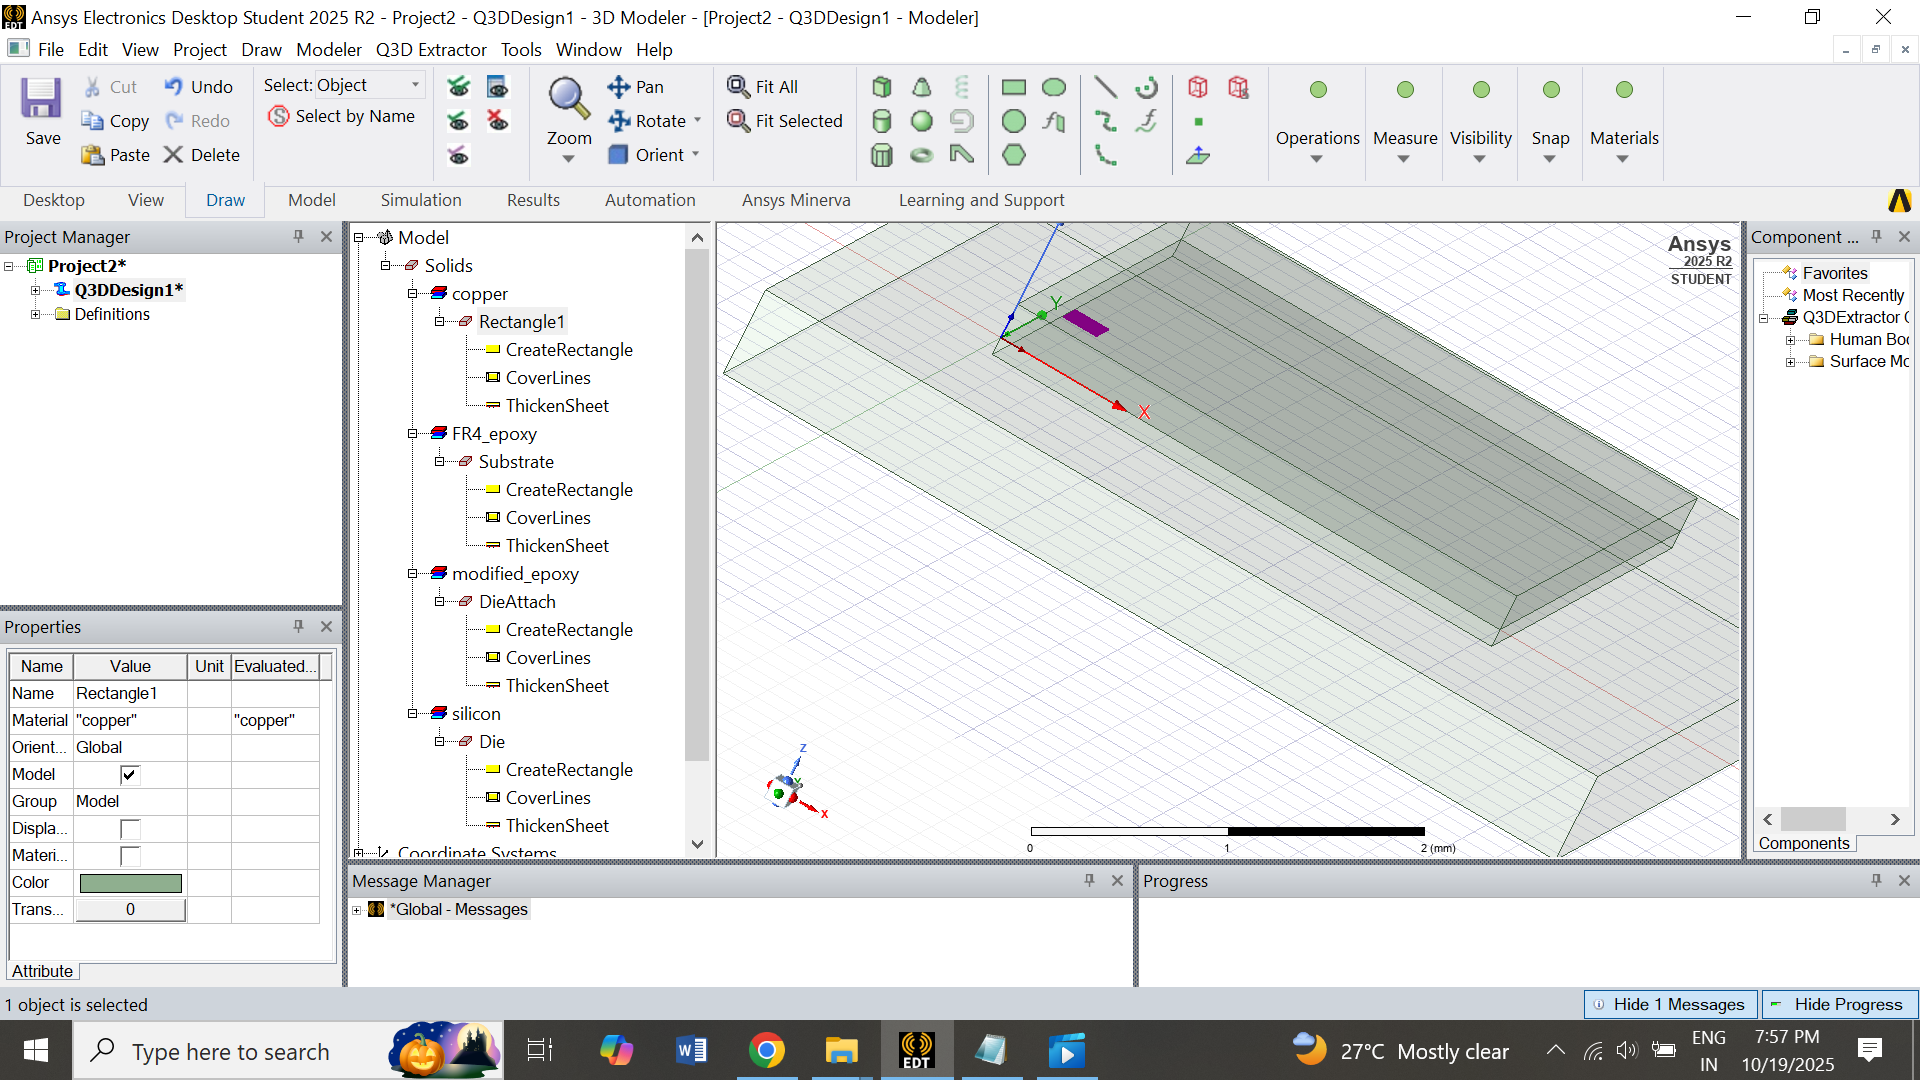 Ansys Electronics Desktop Student 2025 R2 - Project2 - Q3DDesign1 - 3D Modeler - [Project2 - Q3DDesign1 - Modeler]
File Edit View Project Draw Modeler Q3D Extractor Tools Window Help
Save
Cut
Copy
Paste
Undo
Redo
Delete
Select: Object
Select by Name
Zoom
Pan
Rotate
Orient
Fit All
Fit Selected
Operations
Measure
Visibility
Snap
Materials
Desktop View Draw Model Simulation Results Automation Ansys Minerva Learning and Support
Project Manager
Project2*
Q3DDesign1*
Definitions
Properties
Name Value Unit Evaluated...
Name Rectangle1
Material "copper" "copper"
Orient... Global
Model
Group Model
Displa...
Materi...
Color
Trans... 0
Attribute
Model
Solids
copper
Rectangle1
CreateRectangle
CoverLines
ThickenSheet
FR4_epoxy
Substrate
CreateRectangle
CoverLines
ThickenSheet
modified_epoxy
DieAttach
CreateRectangle
CoverLines
ThickenSheet
silicon
Die
CreateRectangle
CoverLines
ThickenSheet
Coordinate Systems
Ansys
2025 R2
STUDENT
Y
X
Z
Y
X
0 1 2 (mm)
Component ...
Favorites
Most Recently
Q3DExtractor
Human Bo
Surface Mo
Components
Message Manager
*Global - Messages
Progress
1 object is selected
Hide 1 Messages
Hide Progress
Type here to search
EDT
27°C Mostly clear
ENG
IN
7:57 PM
10/19/2025